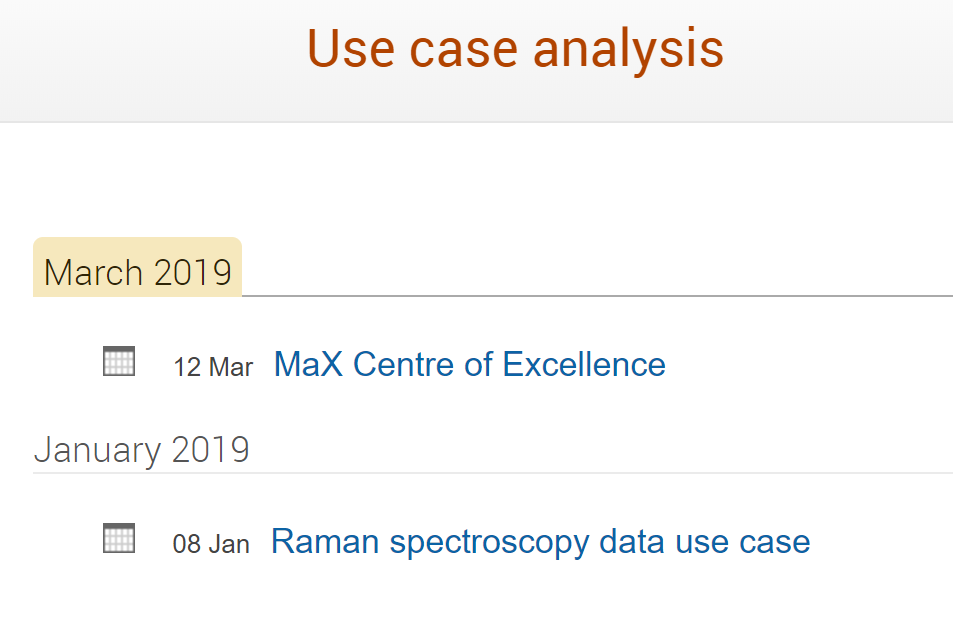 Use case analysis
March 2019
12 Mar MaX Centre of Excellence
January 2019
08 Jan Raman spectroscopy data use case